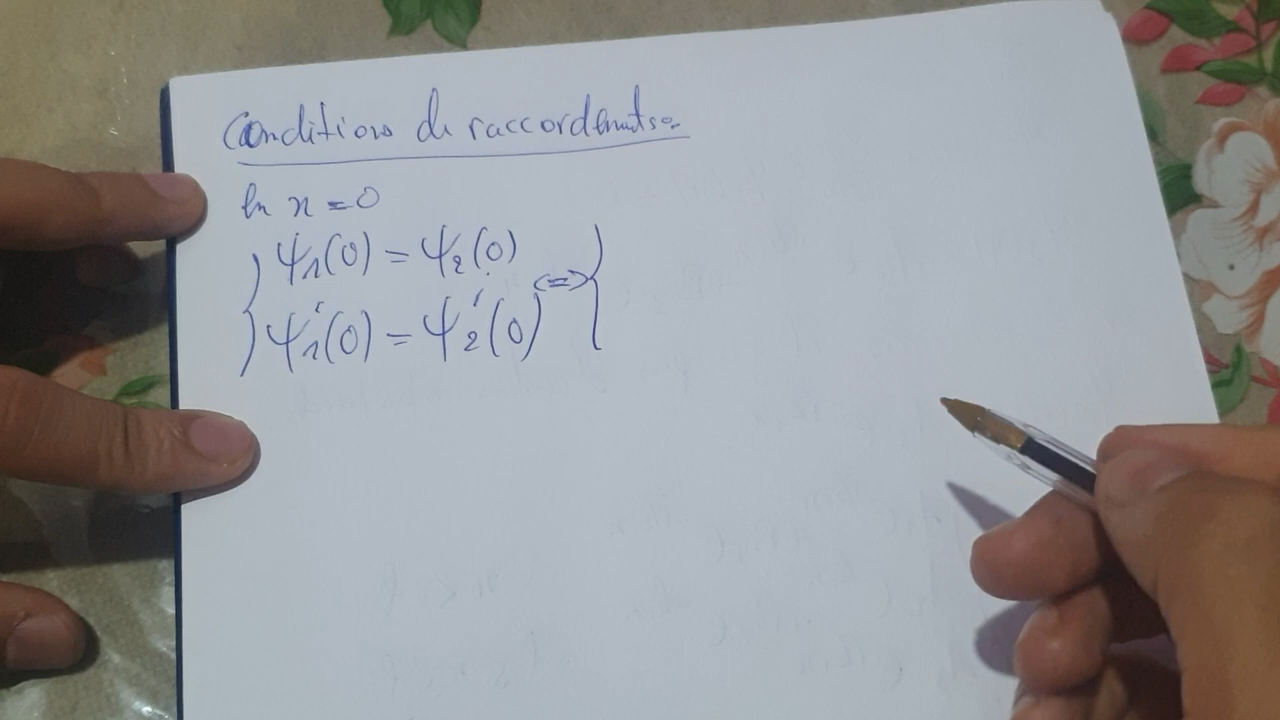 Conditions de raccordements:
En x = 0
{ ψ1(0) = ψ2(0)
{ ψ1'(0) = ψ2'(0) <=> {